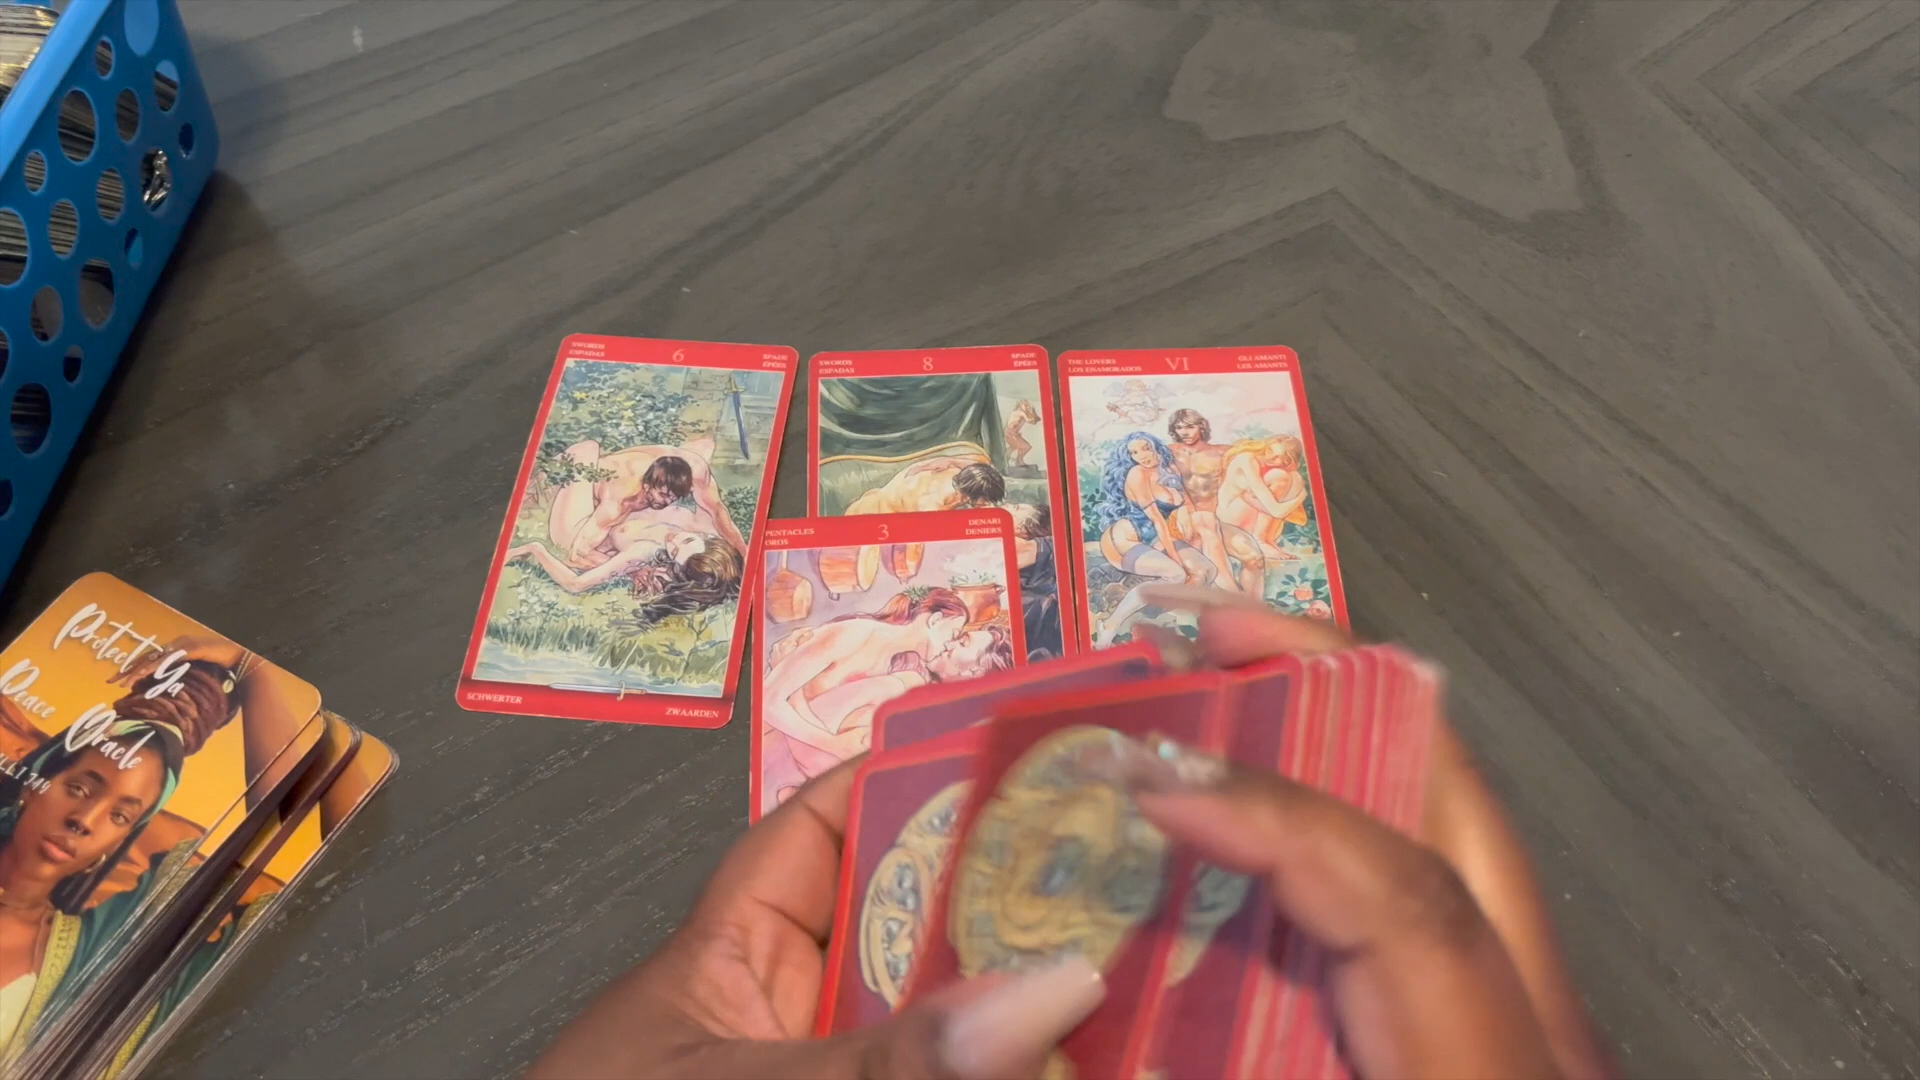 SWORDS
ESPADAS
6
SPADE
ÉPÉES
SCHWERTER
ZWAARDEN
SWORDS
ESPADAS
8
SPADE
ÉPÉES
THE LOVERS
LOS ENAMORADOS
VI
GLI AMANTI
LES AMANTS
PENTACLES
OROS
3
DENARI
DENIERS
Protect Ya
Peace
Oracle